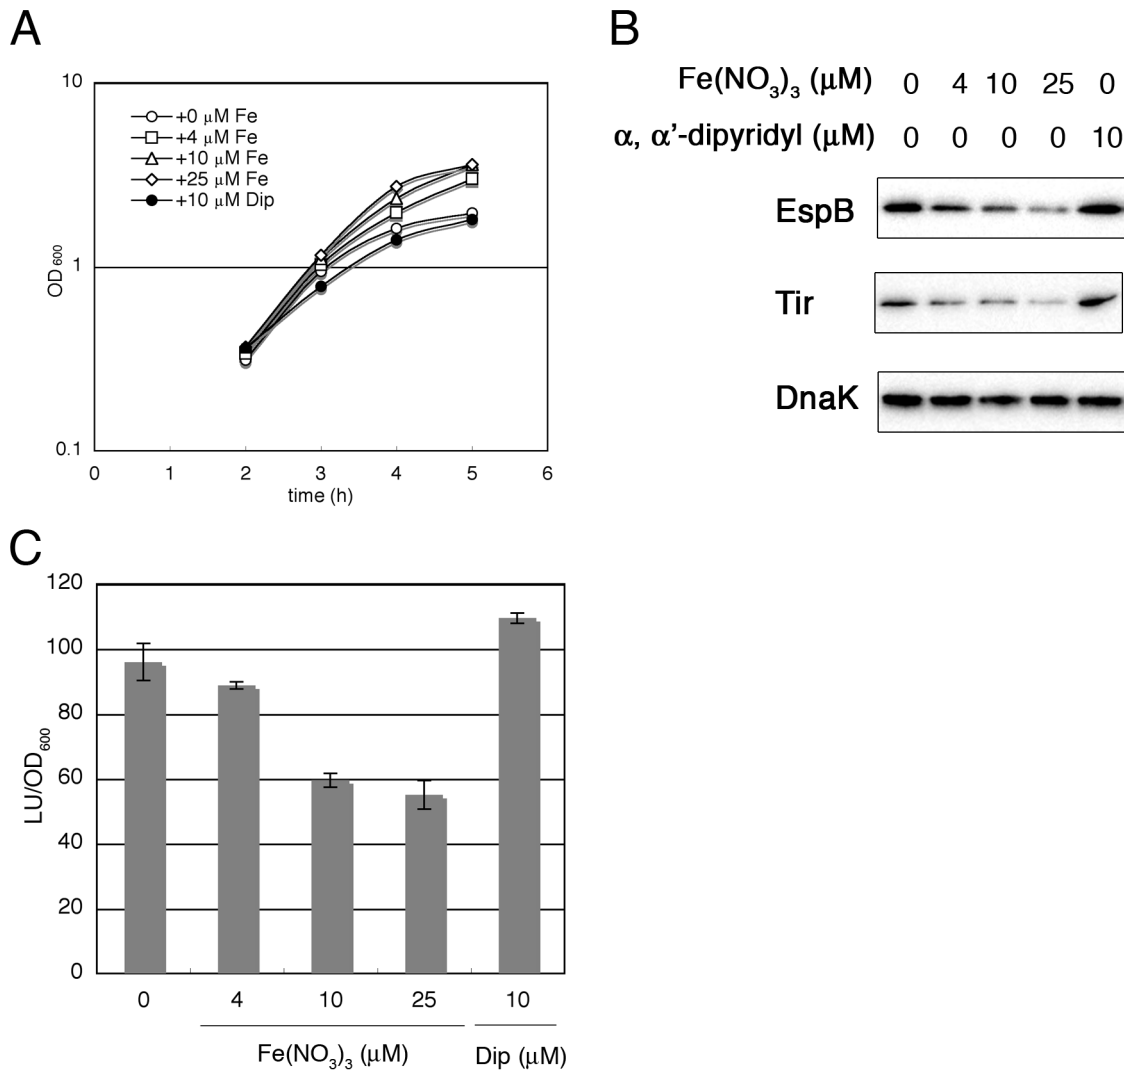 A
10
1
0.1
OD600
+0 μM Fe
+4 μM Fe
+10 μM Fe
+25 μM Fe
+10 μM Dip
0 1 2 3 4 5 6
time (h)
B
Fe(NO3)3 (μM) 0 4 10 25 0
α, α'-dipyridyl (μM) 0 0 0 0 10
EspB
Tir
DnaK
C
120
100
80
60
40
20
0
LU/OD600
0 4 10 25 10
Fe(NO3)3 (μM) Dip (μM)